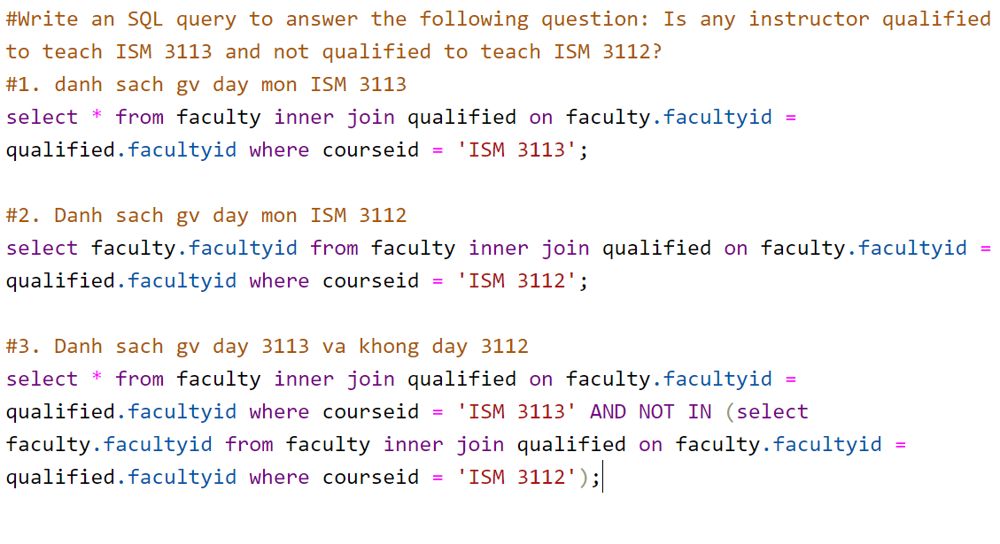 #Write an SQL query to answer the following question: Is any instructor qualified
to teach ISM 3113 and not qualified to teach ISM 3112?
#1. danh sach gv day mon ISM 3113
select * from faculty inner join qualified on faculty.facultyid =
qualified.facultyid where courseid = 'ISM 3113';
#2. Danh sach gv day mon ISM 3112
select faculty.facultyid from faculty inner join qualified on faculty.facultyid =
qualified.facultyid where courseid = 'ISM 3112';
#3. Danh sach gv day 3113 va khong day 3112
select * from faculty inner join qualified on faculty.facultyid =
qualified.facultyid where courseid = 'ISM 3113' AND NOT IN (select
faculty.facultyid from faculty inner join qualified on faculty.facultyid =
qualified.facultyid where courseid = 'ISM 3112');